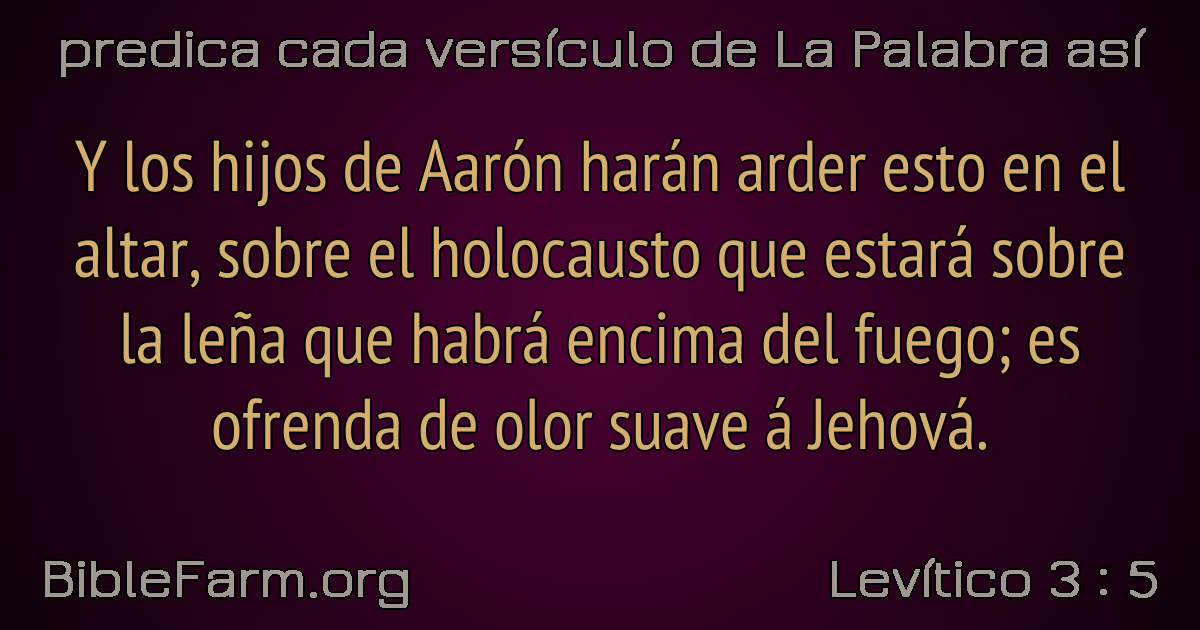 predica cada versículo de La Palabra así
Y los hijos de Aarón harán arder esto en el
altar, sobre el holocausto que estará sobre
la leña que habrá encima del fuego; es
ofrenda de olor suave á Jehová.
BibleFarm.org
Levítico 3 : 5